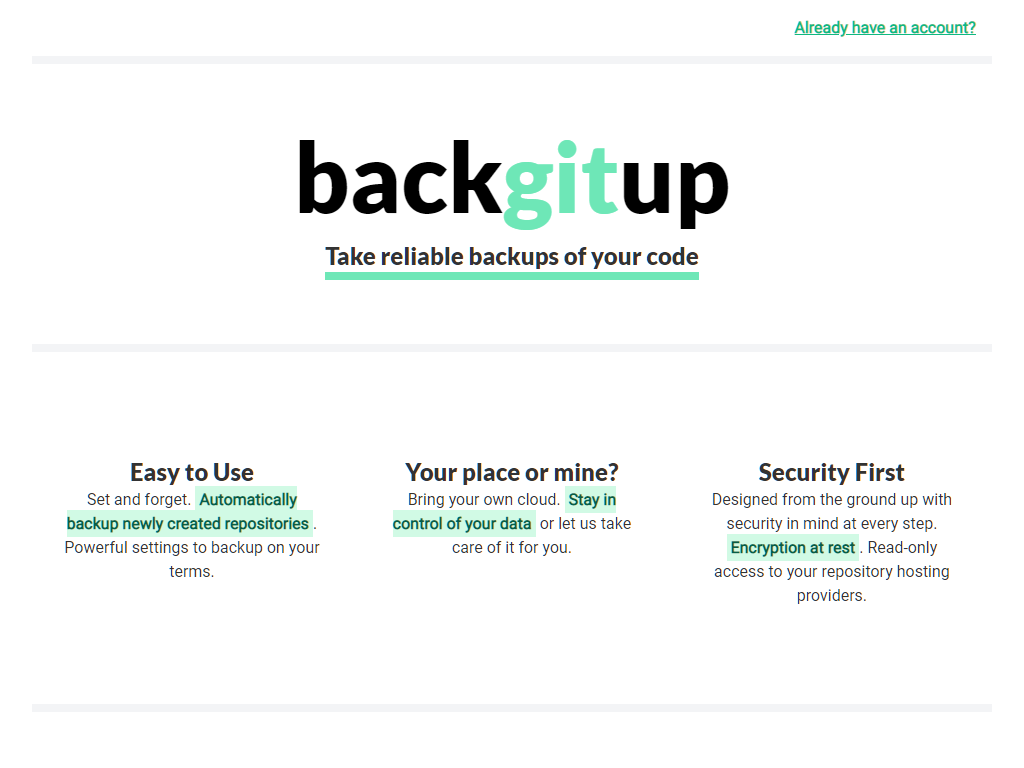 Already have an account?
backgitup
Take reliable backups of your code
Easy to Use
Set and forget. Automatically
backup newly created repositories .
Powerful settings to backup on your
terms.
Your place or mine?
Bring your own cloud. Stay in
control of your data or let us take
care of it for you.
Security First
Designed from the ground up with
security in mind at every step.
Encryption at rest . Read-only
access to your repository hosting
providers.